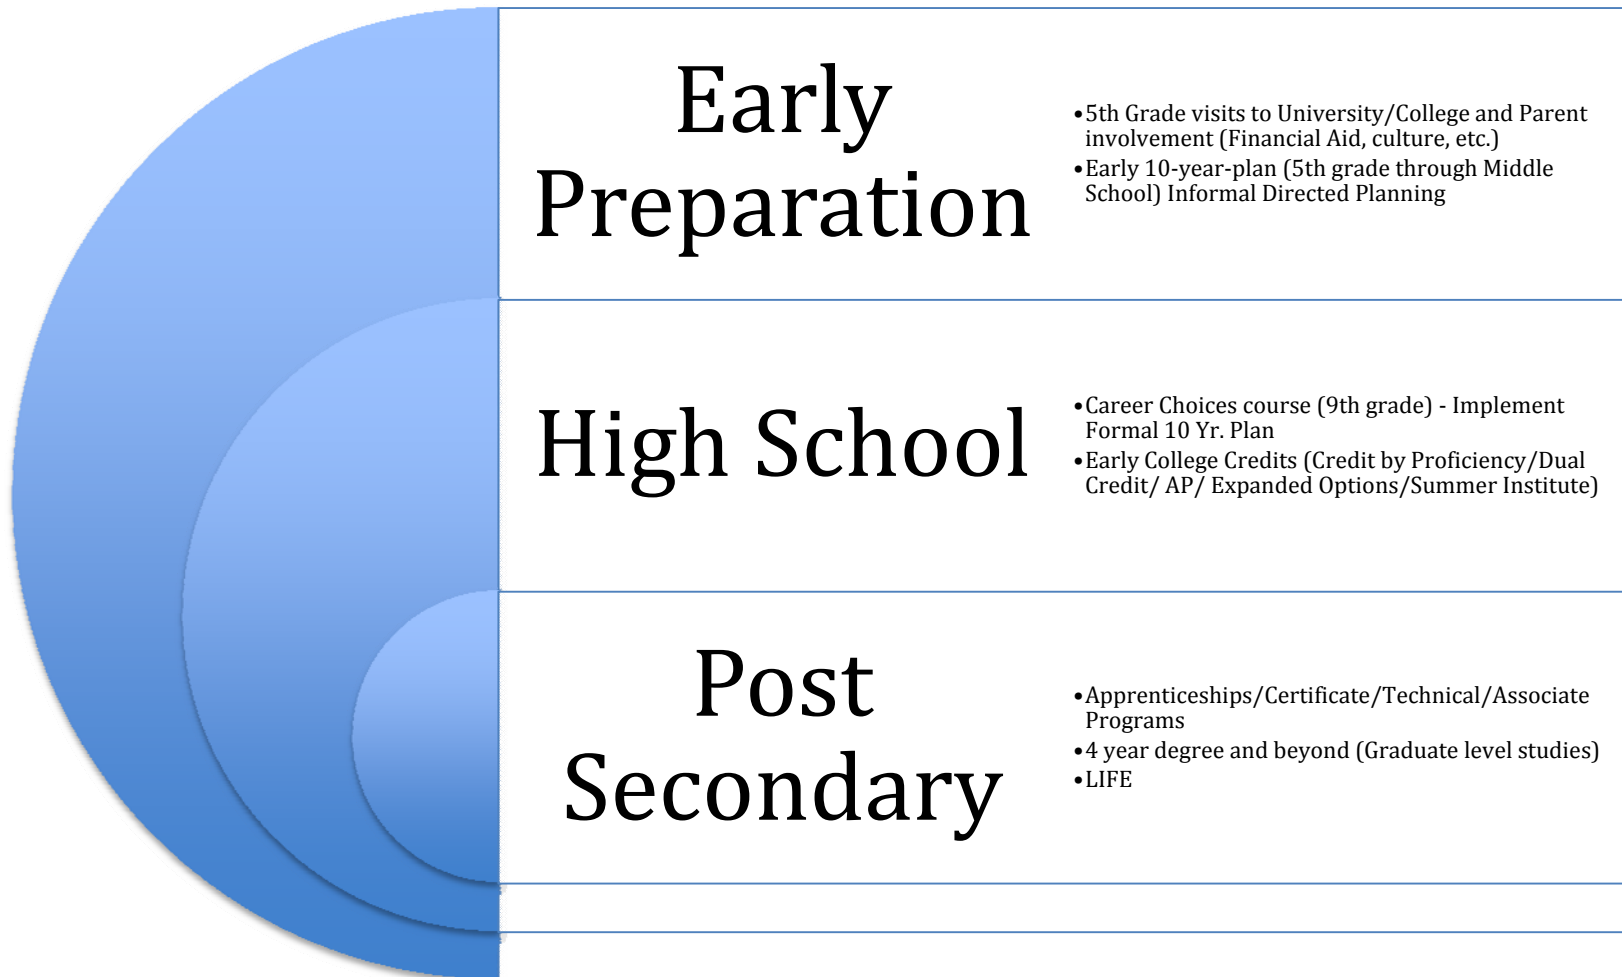 Early
Preparation
•5th Grade visits to University/College and Parent
involvement (Financial Aid, culture, etc.)
•Early 10-year-plan (5th grade through Middle
School) Informal Directed Planning
High School
•Career Choices course (9th grade) - Implement
Formal 10 Yr. Plan
•Early College Credits (Credit by Proficiency/Dual
Credit/ AP/ Expanded Options/Summer Institute)
Post
Secondary
•Apprenticeships/Certificate/Technical/Associate
Programs
•4 year degree and beyond (Graduate level studies)
•LIFE